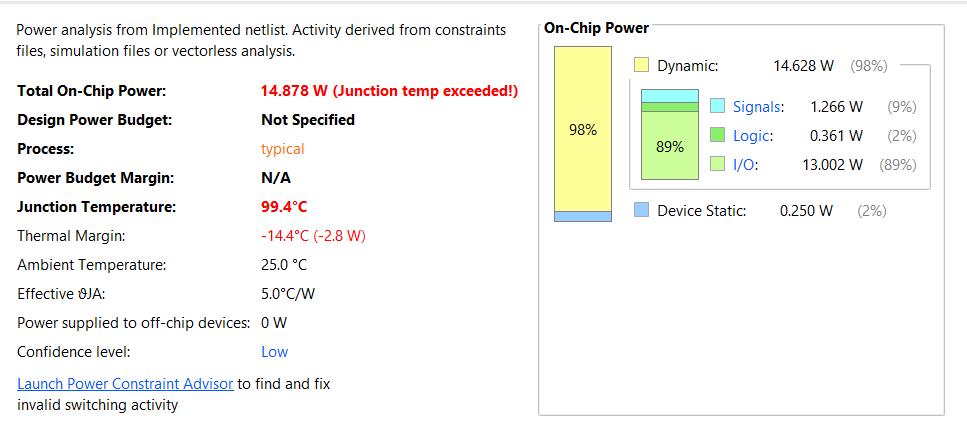 Power analysis from Implemented netlist. Activity derived from constraints
files, simulation files or vectorless analysis.
Total On-Chip Power: 14.878 W (Junction temp exceeded!)
Design Power Budget: Not Specified
Process: typical
Power Budget Margin: N/A
Junction Temperature: 99.4°C
Thermal Margin: -14.4°C (-2.8 W)
Ambient Temperature: 25.0 °C
Effective ϑJA: 5.0°C/W
Power supplied to off-chip devices: 0 W
Confidence level: Low
Launch Power Constraint Advisor to find and fix
invalid switching activity
On-Chip Power
Dynamic: 14.628 W (98%)
Signals: 1.266 W (9%)
98%
Logic: 0.361 W (2%)
89%
I/O: 13.002 W (89%)
Device Static: 0.250 W (2%)